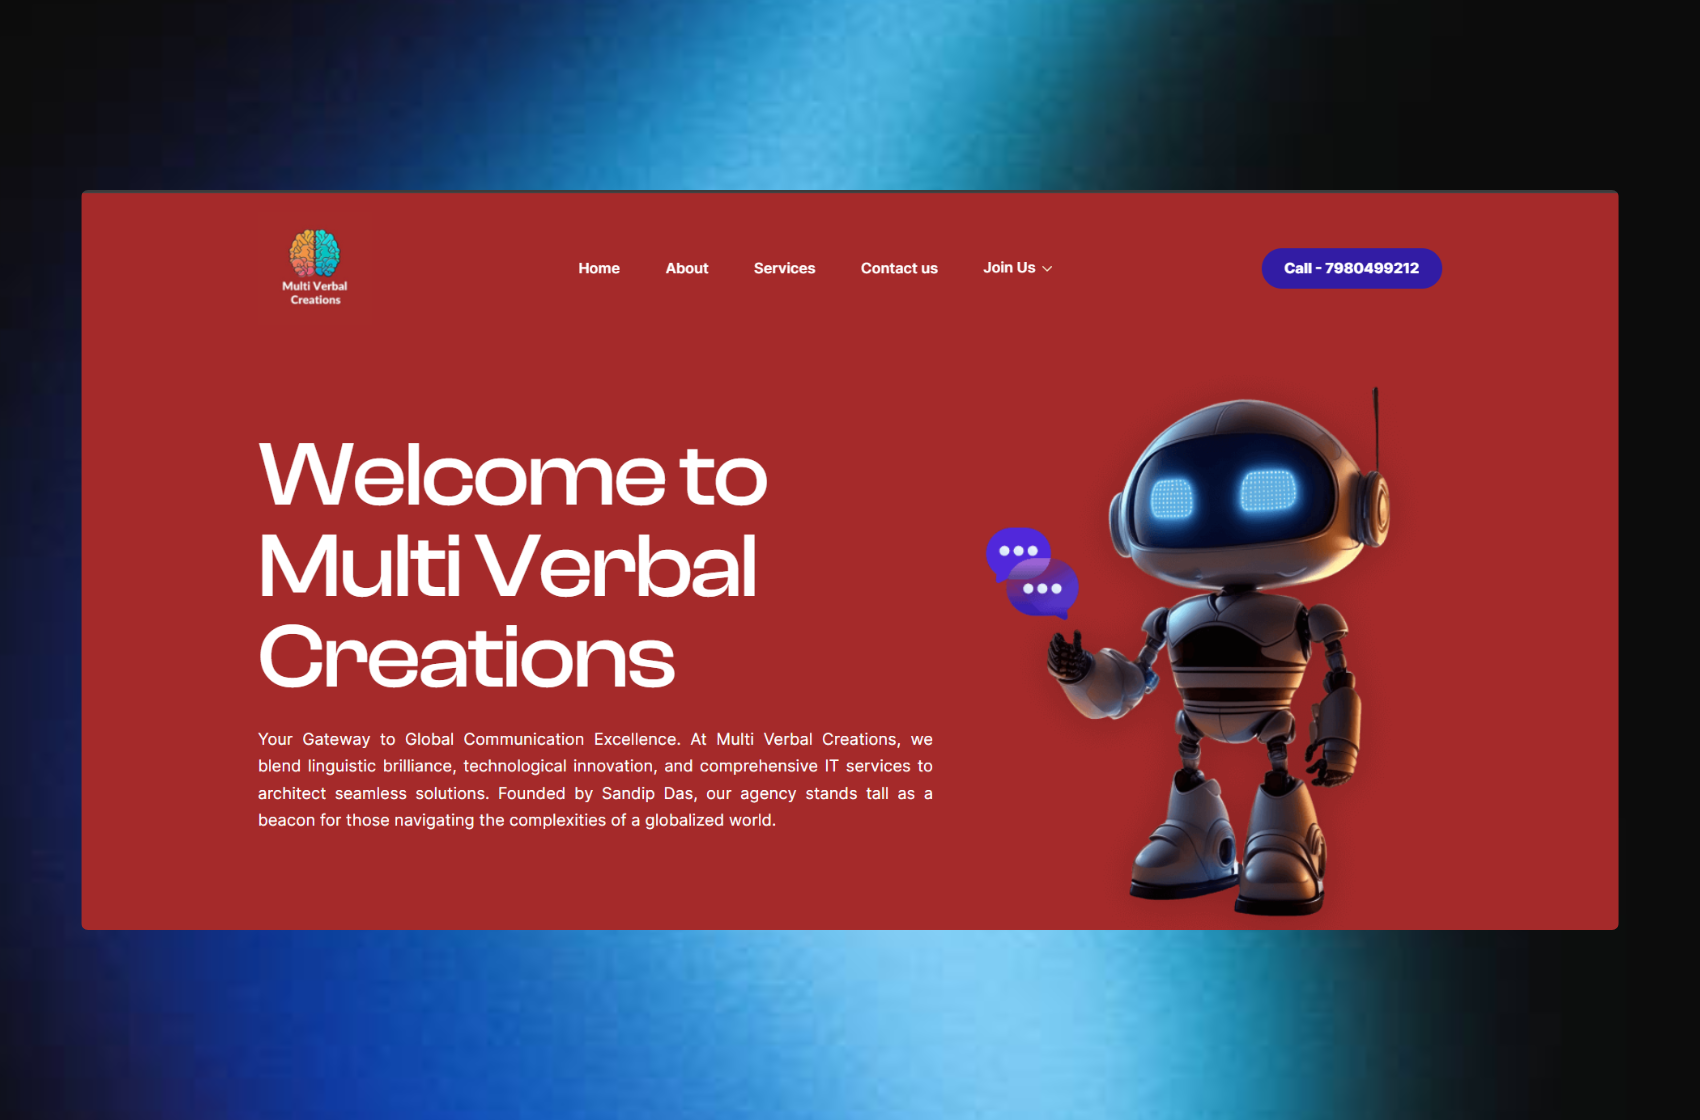 Multi Verbal
Creations
Home
About
Services
Contact us
Join Us
Call - 7980499212
Welcome to
Multi Verbal
Creations
Your Gateway to Global Communication Excellence. At Multi Verbal Creations, we
blend linguistic brilliance, technological innovation, and comprehensive IT services to
architect seamless solutions. Founded by Sandip Das, our agency stands tall as a
beacon for those navigating the complexities of a globalized world.